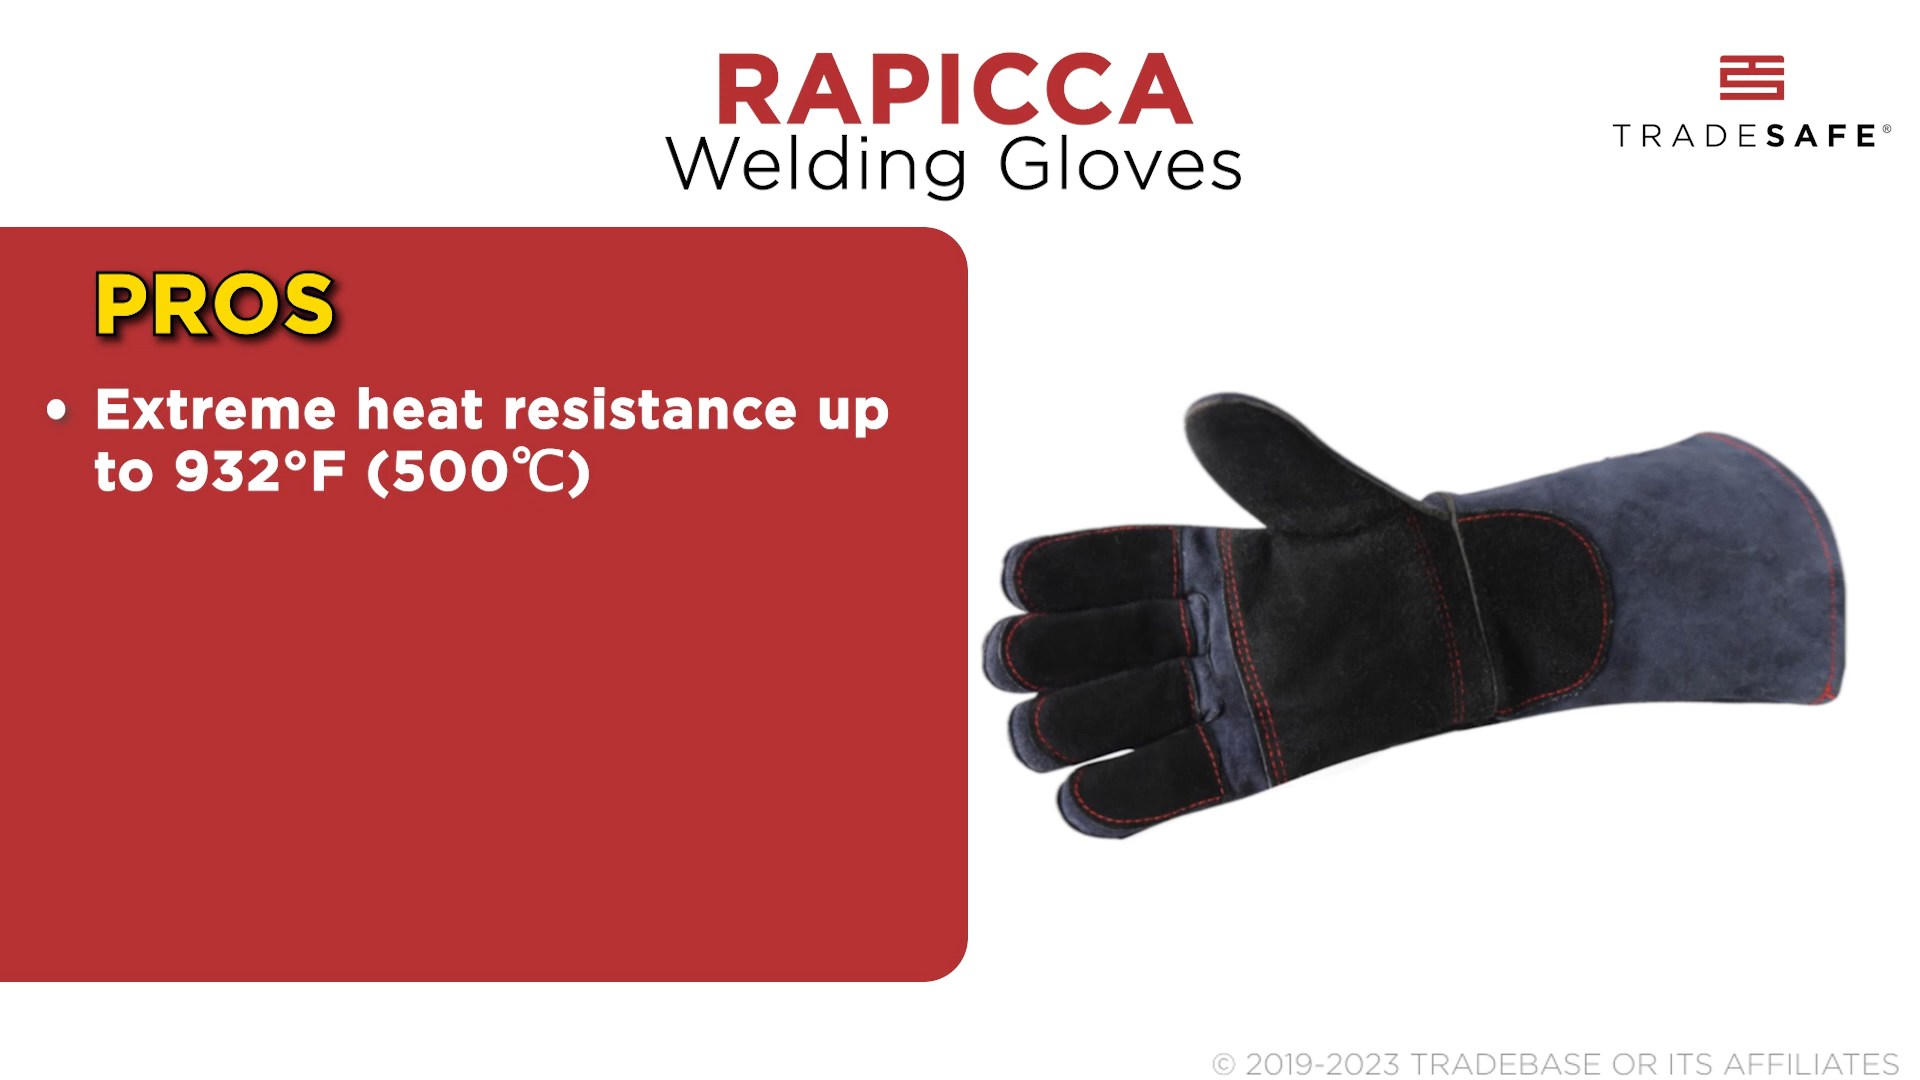 RAPICCA
Welding Gloves
TRADESAFE®
PROS
• Extreme heat resistance up
to 932°F (500℃)
© 2019-2023 TRADEBASE OR ITS AFFILIATES